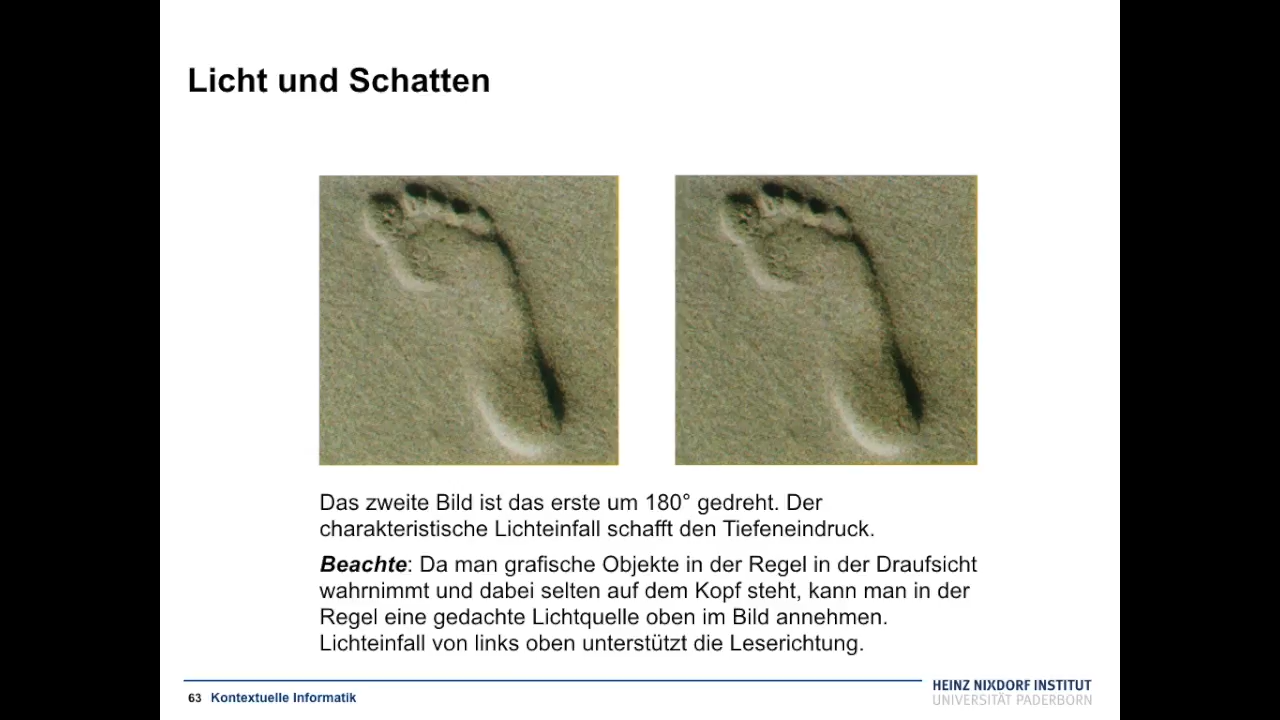 Licht und Schatten
Das zweite Bild ist das erste um 180° gedreht. Der
charakteristische Lichteinfall schafft den Tiefeneindruck.
Beachte: Da man grafische Objekte in der Regel in der Draufsicht
wahrnimmt und dabei selten auf dem Kopf steht, kann man in der
Regel eine gedachte Lichtquelle oben im Bild annehmen.
Lichteinfall von links oben unterstützt die Leserichtung.
63 Kontextuelle Informatik
HEINZ NIXDORF INSTITUT
UNIVERSITÄT PADERBORN